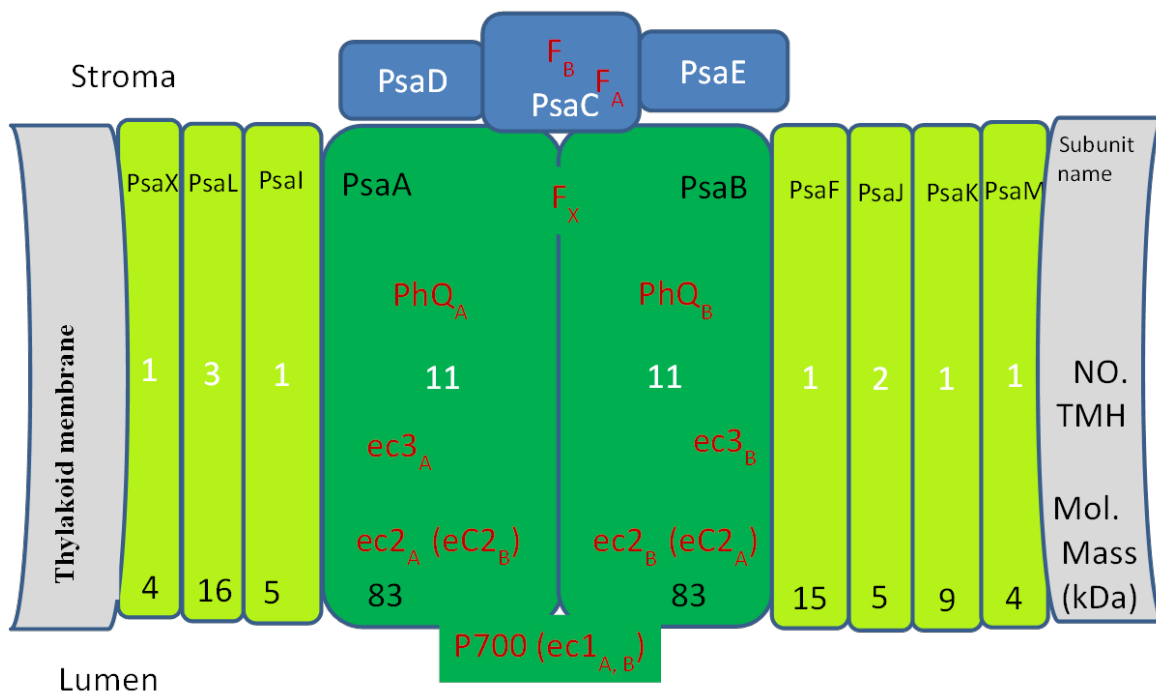 Stroma
PsaD
F_B
F_A
PsaC
PsaE
PsaX
PsaL
PsaI
PsaA
F_X
PsaB
PsaF
PsaJ
PsaK
PsaM
Subunit
name
Thylakoid membrane
PhQ_A
PhQ_B
1
3
1
11
11
1
2
1
1
NO.
TMH
ec3_A
ec3_B
ec2_A (eC2_B)
ec2_B (eC2_A)
4
16
5
83
83
15
5
9
4
Mol.
Mass
(kDa)
P700 (ec1_A, B)
Lumen